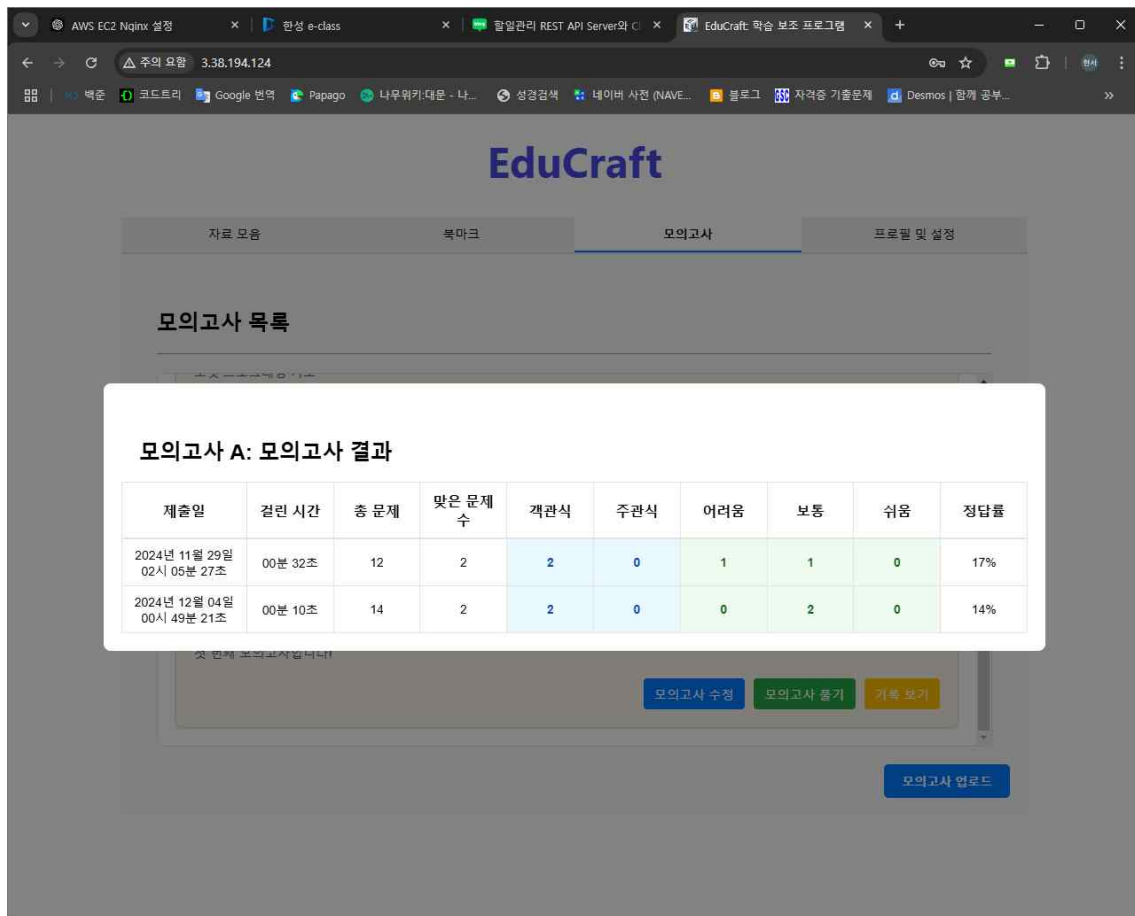 AWS EC2 Nginx 설정
한성 e-class
할일관리 REST API Server와 Cl
EduCraft: 학습 보조 프로그램
주의 요함 3.38.194.124
현서
백준 코드트리 Google 번역 Papago 나무위키:대문 - 나... 성경검색 네이버 사전 (NAVE... 블로그 자격증 기출문제 Desmos | 함께 공부...
EduCraft
자료 모음 북마크 모의고사 프로필 및 설정
모의고사 목록
모의고사 A: 모의고사 결과
제출일 걸린 시간 총 문제 맞은 문제 수 객관식 주관식 어려움 보통 쉬움 정답률
2024년 11월 29일 02시 05분 27초 00분 32초 12 2 2 0 1 1 0 17%
2024년 12월 04일 00시 49분 21초 00분 10초 14 2 2 0 0 2 0 14%
첫 번째 모의고사입니다!
모의고사 수정 모의고사 풀기 기록 보기
모의고사 업로드